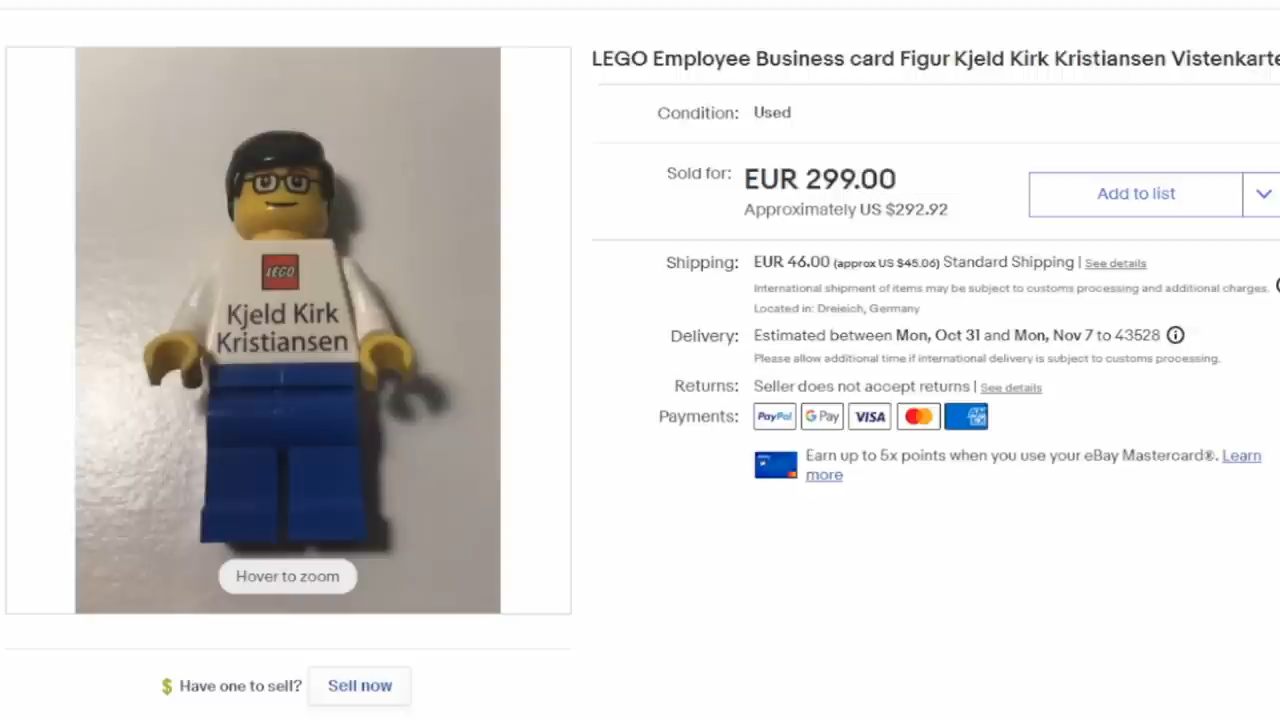 LEGO Employee Business card Figur Kjeld Kirk Kristiansen Vistenkarte
Condition: Used
Sold for: EUR 299.00
Approximately US $292.92
Add to list
Shipping: EUR 46.00 (approx US $45.06) Standard Shipping | See details
International shipment of items may be subject to customs processing and additional charges.
Located in: Dreieich, Germany
Delivery: Estimated between Mon, Oct 31 and Mon, Nov 7 to 43528
Please allow additional time if international delivery is subject to customs processing.
Returns: Seller does not accept returns | See details
Payments: PayPal G Pay VISA AM EX
Earn up to 5x points when you use your eBay Mastercard®. Learn
more
LEGO
Kjeld Kirk
Kristiansen
Hover to zoom
$ Have one to sell? Sell now